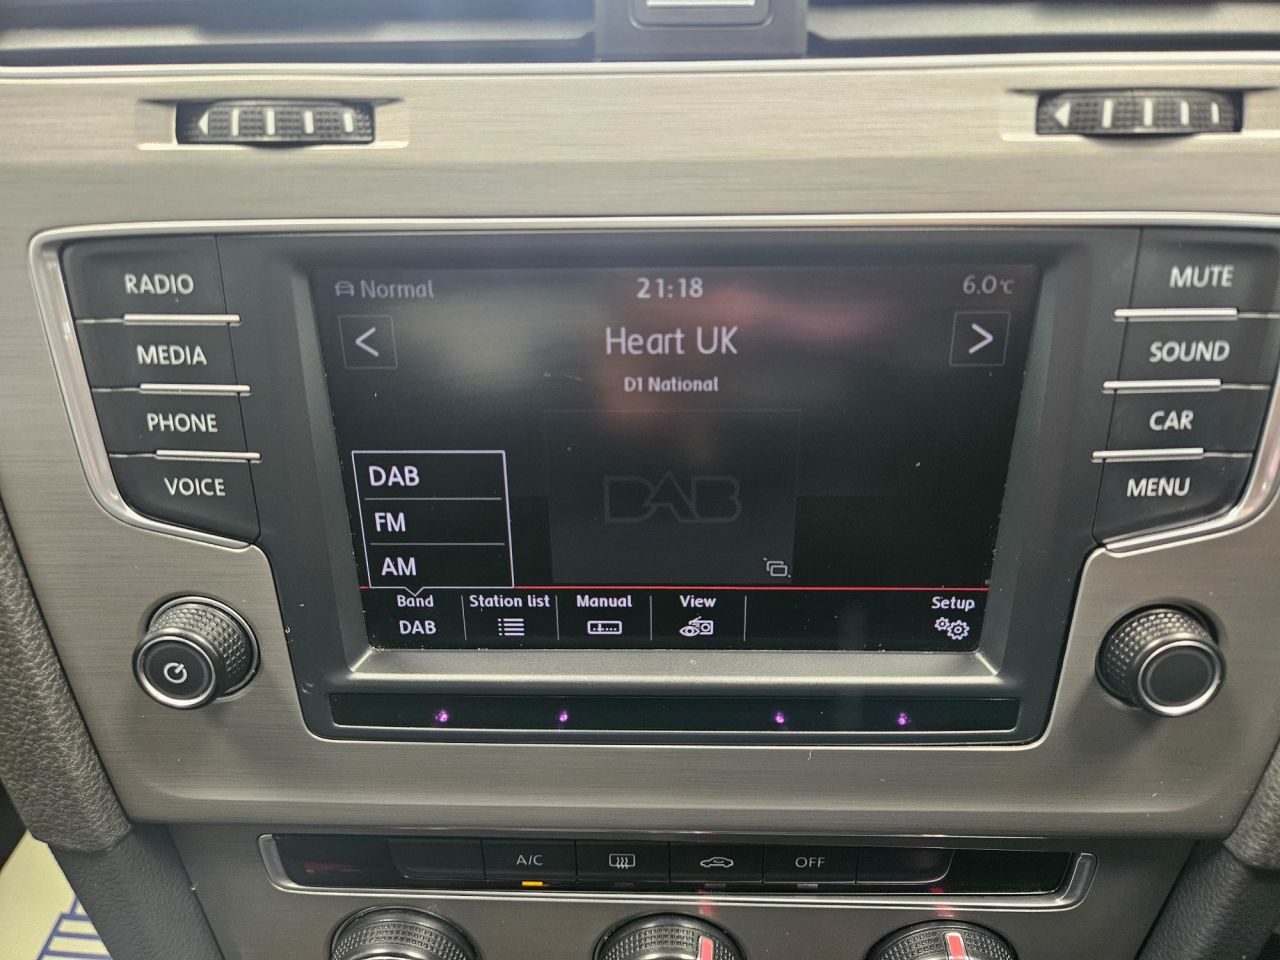 RADIO
MEDIA
PHONE
VOICE
Normal
21:18
6.0°C
<
Heart UK
>
D1 National
DAB
DAB
FM
AM
Band
DAB
Station list
Manual
View
Setup
MUTE
SOUND
CAR
MENU
A/C
OFF